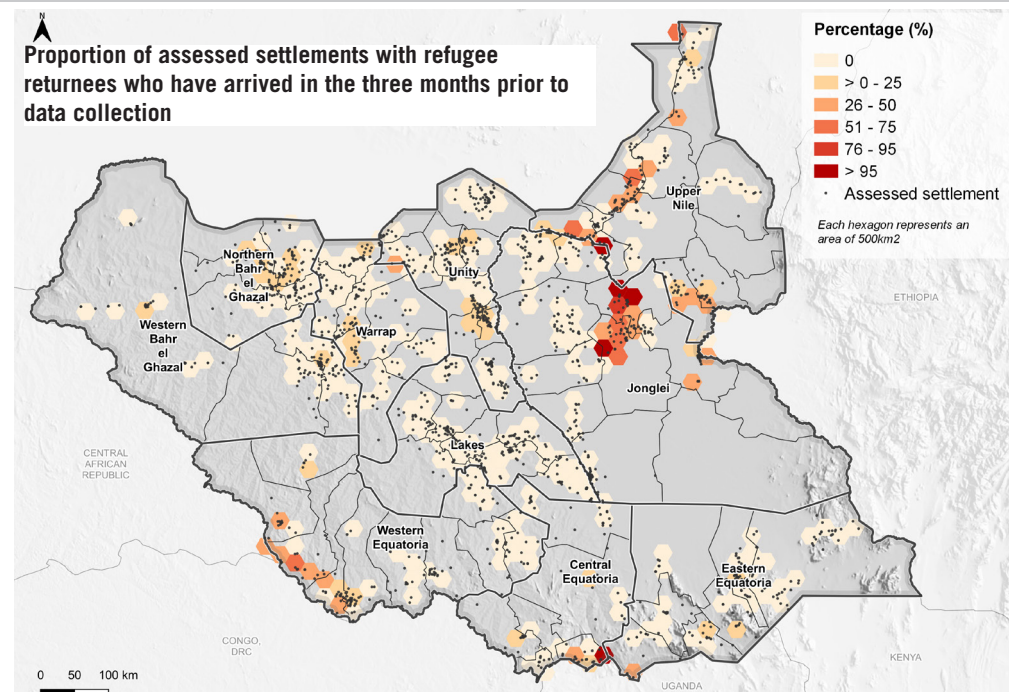 N
Proportion of assessed settlements with refugee
returnees who have arrived in the three months prior to
data collection
Percentage (%)
0
> 0 - 25
26 - 50
51 - 75
76 - 95
> 95
Assessed settlement
Each hexagon represents an
area of 500km2
Upper
Nile
Northern
Bahr
el
Ghazal
Unity
ETHIOPIA
Western
Bahr
el
Ghazal
Warrap
Jonglei
Lakes
CENTRAL
AFRICAN
REPUBLIC
Western
Equatoria
Central
Equatoria
Eastern
Equatoria
CONGO,
DRC
KENYA
UGANDA
0 50 100 km